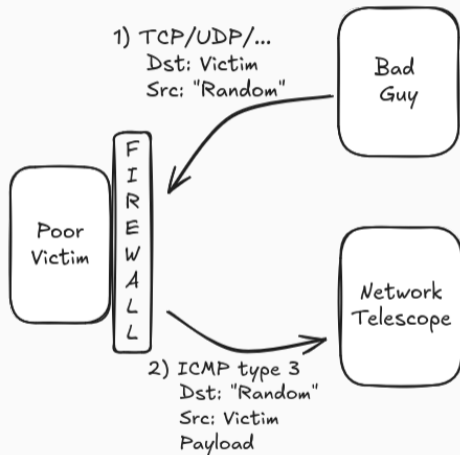 1) TCP/UDP/...
Dst: Victim
Src: "Random"
Bad
Guy
FIREWALL
Poor
Victim
Network
Telescope
2) ICMP type 3
Dst: "Random"
Src: Victim
Payload